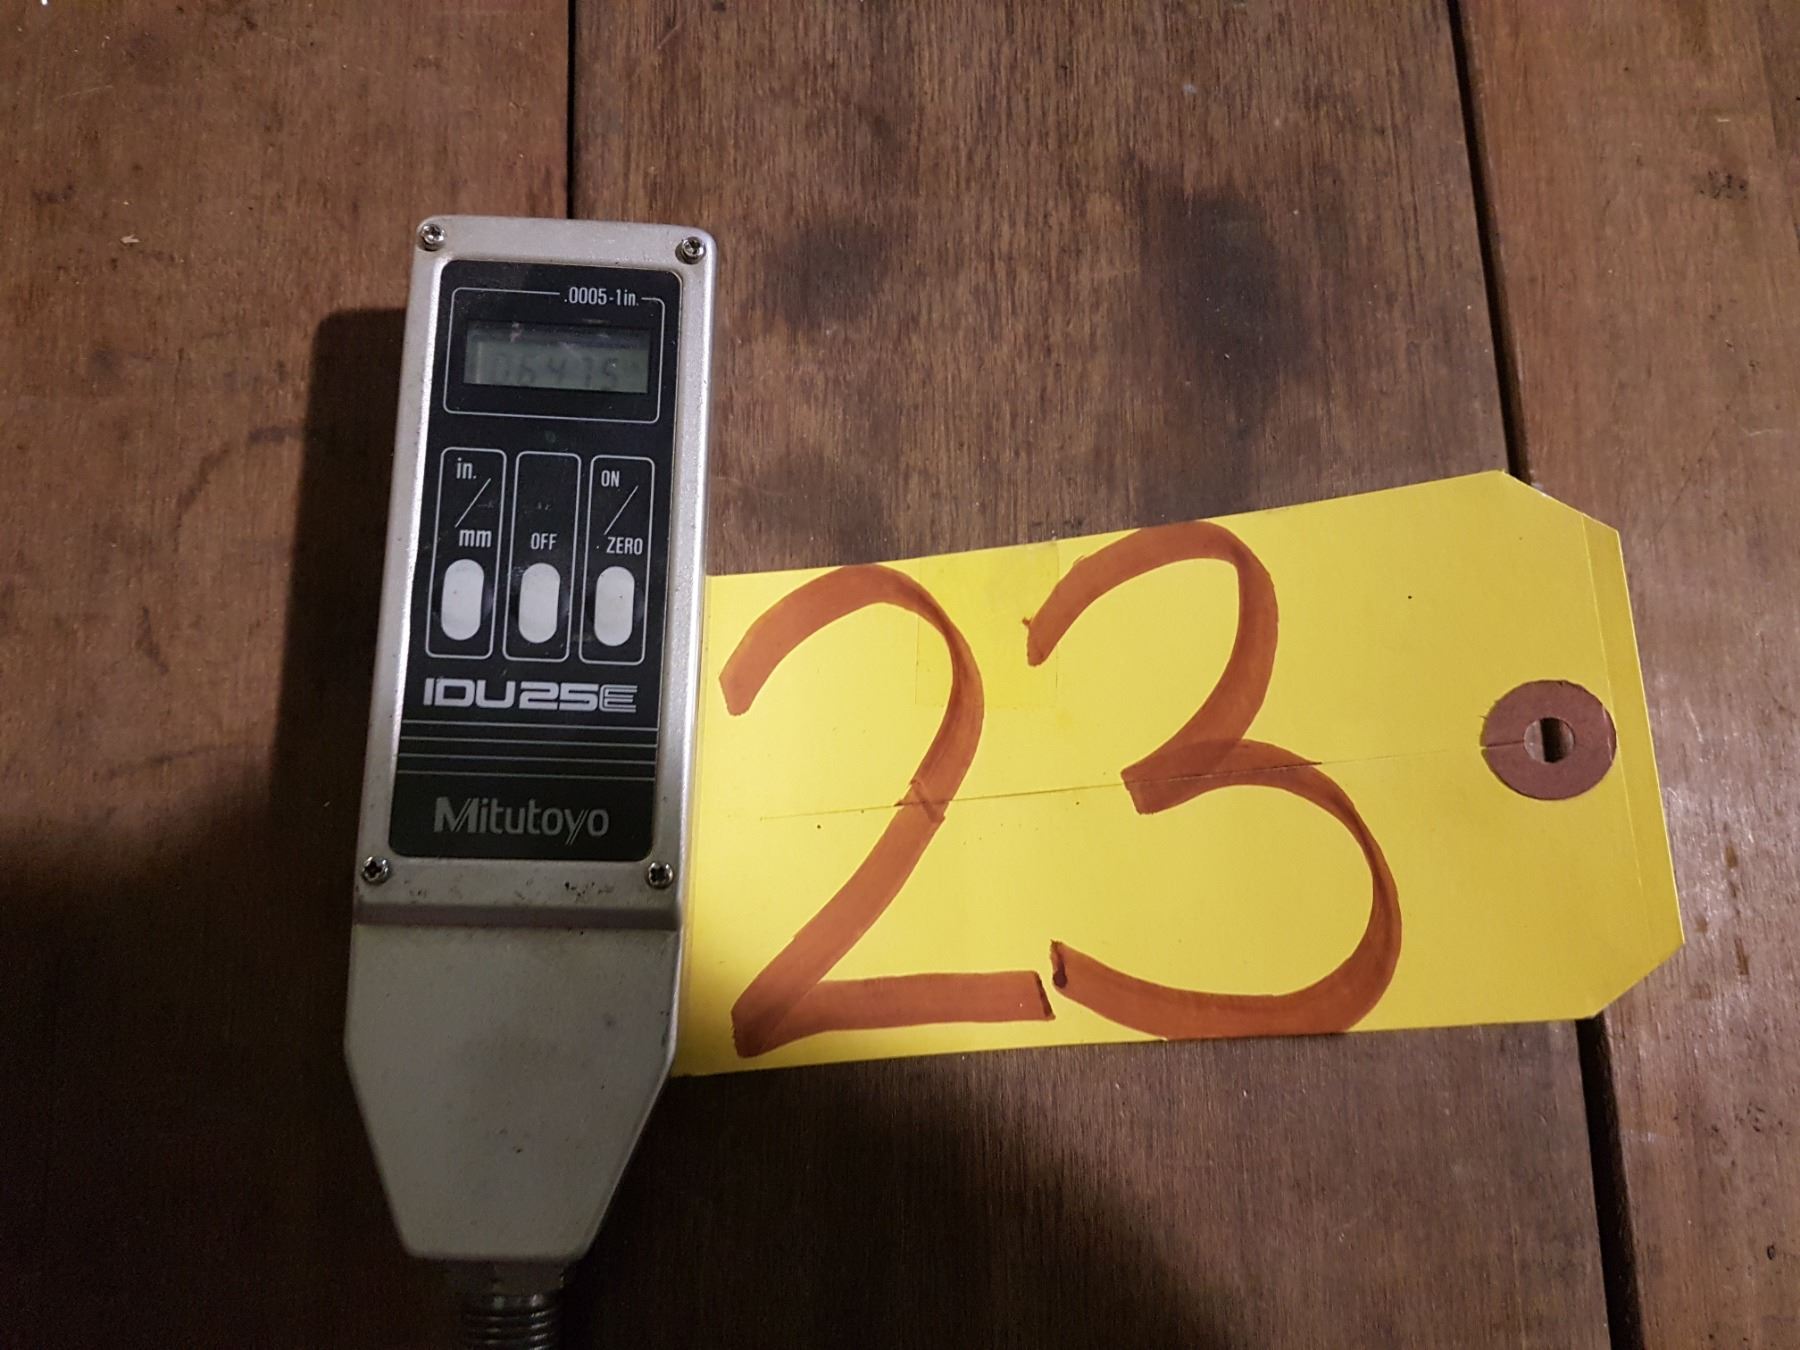 .0005-1in.
in.
mm
OFF
ON
ZERO
IDU25E
Mitutoyo
23